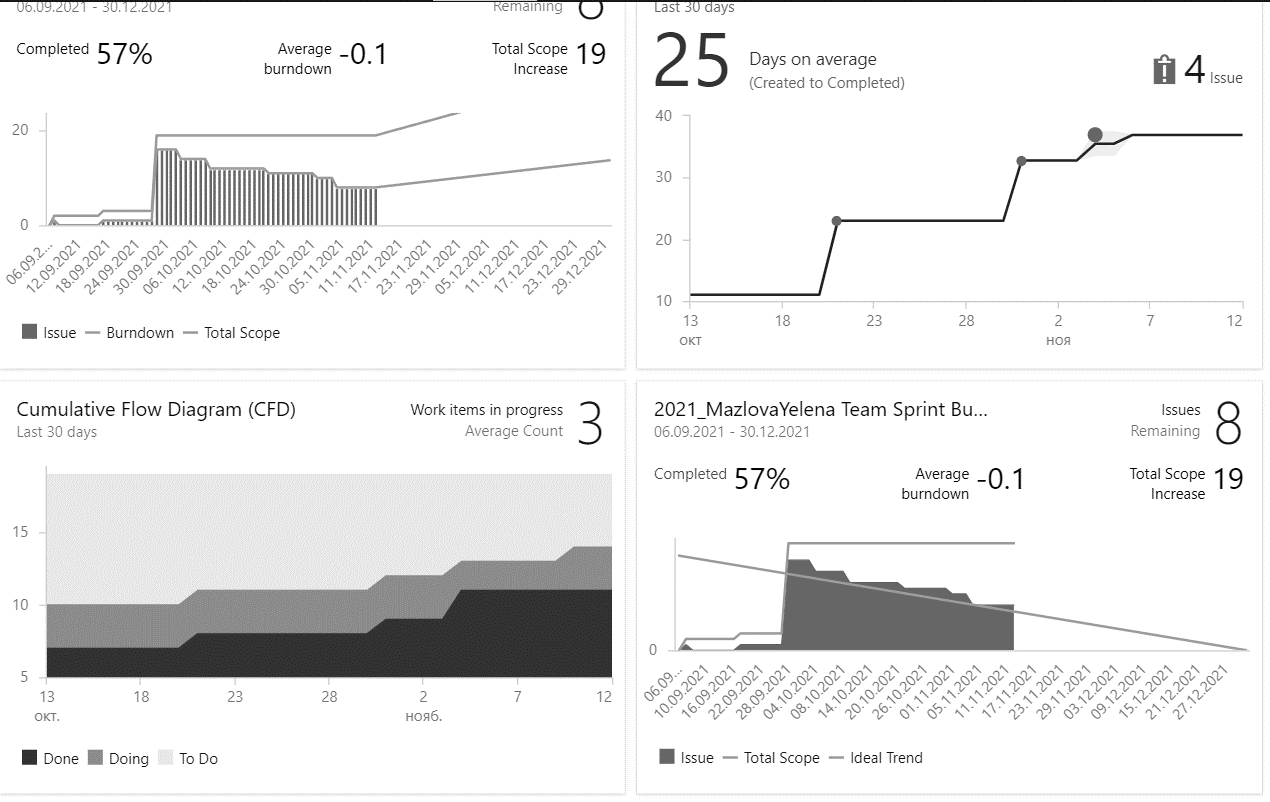 06.09.2021 - 30.12.2021
Remaining
Completed 57%
Average burndown -0.1
Total Scope Increase 19
20
0
06.09.2...
12.09.2021
18.09.2021
24.09.2021
30.09.2021
06.10.2021
12.10.2021
18.10.2021
24.10.2021
30.10.2021
05.11.2021
11.11.2021
17.11.2021
23.11.2021
29.11.2021
05.12.2021
11.12.2021
17.12.2021
23.12.2021
29.12.2021
Issue Burndown Total Scope
Last 30 days
25 Days on average
(Created to Completed)
4 Issue
40
30
20
10
13 18 23 28 2 7 12
окт ноя
Cumulative Flow Diagram (CFD)
Last 30 days
Work items in progress
Average Count
3
15
10
5
13 18 23 28 2 7 12
окт. нояб.
Done Doing To Do
2021_MazlovaYelena Team Sprint Bu...
06.09.2021 - 30.12.2021
Issues
Remaining
8
Completed 57%
Average burndown -0.1
Total Scope Increase 19
0
06.09...
10.09.2021
16.09.2021
22.09.2021
28.09.2021
04.10.2021
08.10.2021
14.10.2021
20.10.2021
26.10.2021
01.11.2021
05.11.2021
11.11.2021
17.11.2021
23.11.2021
29.11.2021
03.12.2021
09.12.2021
15.12.2021
21.12.2021
27.12.2021
Issue Total Scope Ideal Trend